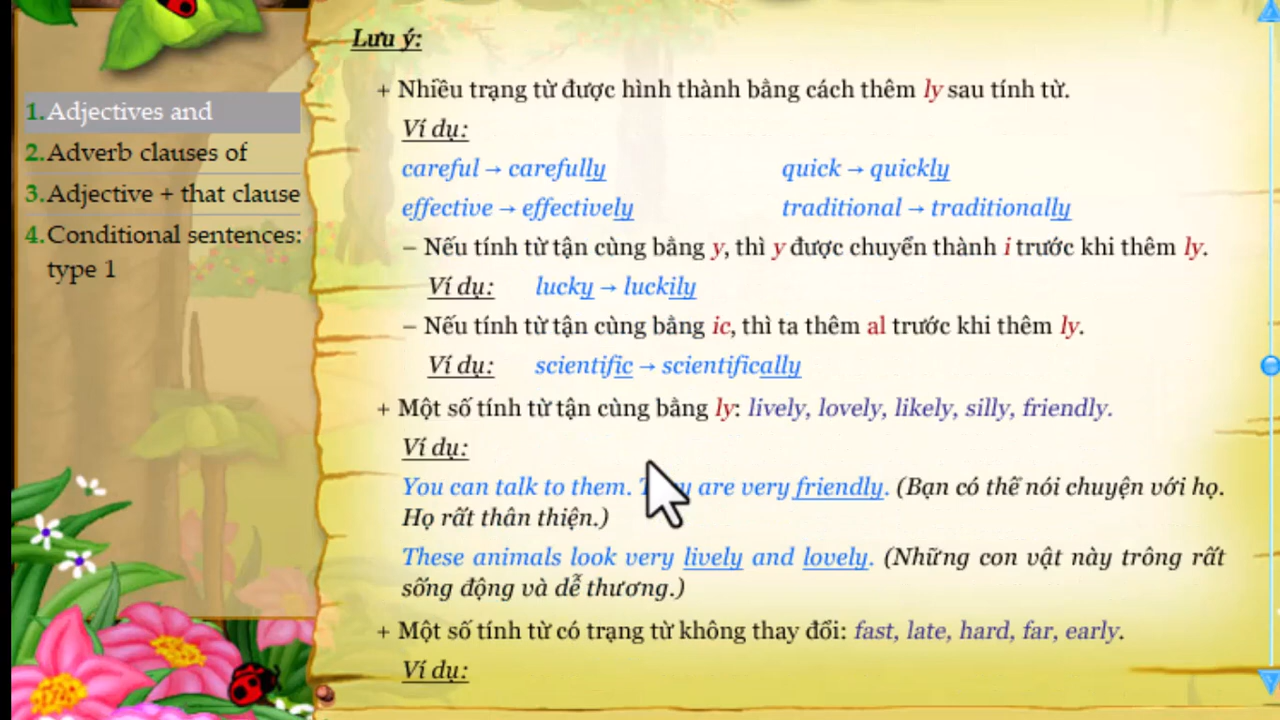 1. Adjectives and
2. Adverb clauses of
3. Adjective + that clause
4. Conditional sentences:
type 1
Lưu ý:
+ Nhiều trạng từ được hình thành bằng cách thêm ly sau tính từ.
Ví dụ:
careful → carefully quick → quickly
effective → effectively traditional → traditionally
– Nếu tính từ tận cùng bằng y, thì y được chuyển thành i trước khi thêm ly.
Ví dụ: lucky → luckily
– Nếu tính từ tận cùng bằng ic, thì ta thêm al trước khi thêm ly.
Ví dụ: scientific → scientifically
+ Một số tính từ tận cùng bằng ly: lively, lovely, likely, silly, friendly.
Ví dụ:
You can talk to them. are very friendly. (Bạn có thể nói chuyện với họ.
Họ rất thân thiện.)
These animals look very lively and lovely. (Những con vật này trông rất
sống động và dễ thương.)
+ Một số tính từ có trạng từ không thay đổi: fast, late, hard, far, early.
Ví dụ: